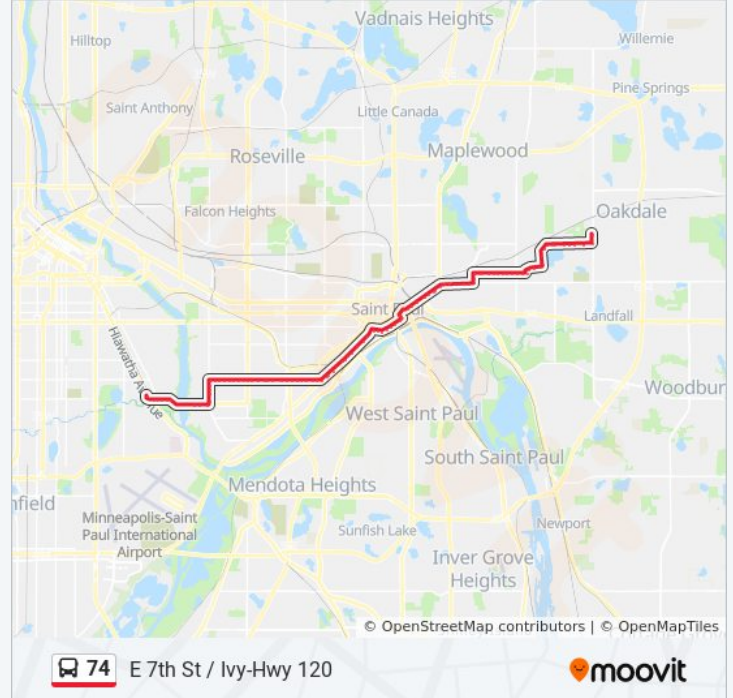 Vadnais Heights
Hilltop
Willernie
Pine Springs
Saint Anthony
Little Canada
Roseville
Maplewood
Falcon Heights
Oakdale
Saint Paul
Landfall
Hiawatha Avenue
Woodbur
West Saint Paul
South Saint Paul
Mendota Heights
nfield
Minneapolis-Saint
Paul International
Airport
Sunfish Lake
Newport
Inver Grove
Heights
© OpenStreetMap contributors | © OpenMapTiles
74 E 7th St / Ivy-Hwy 120
moovit